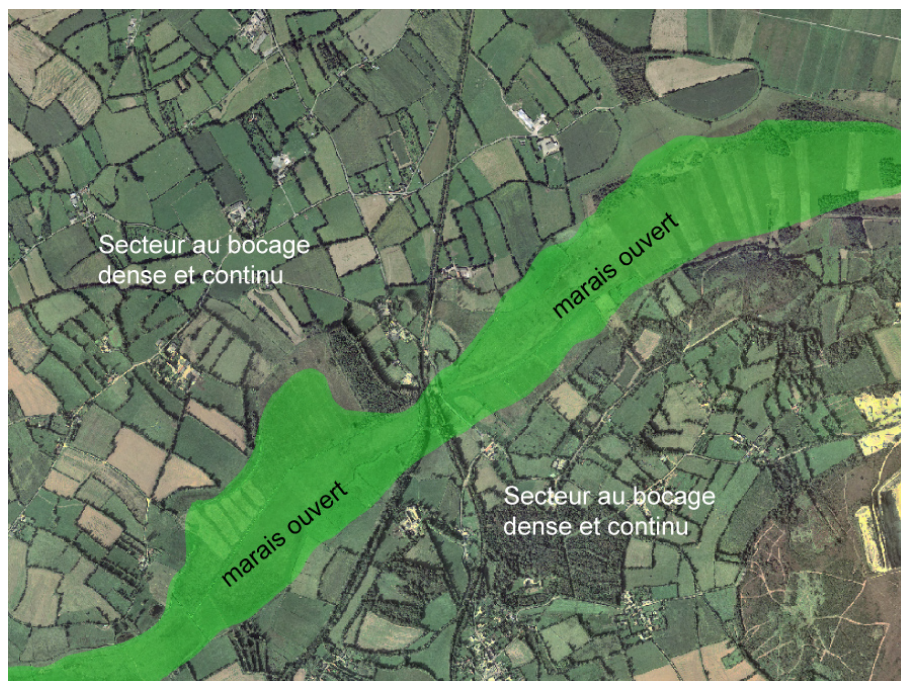 Secteur au bocage
dense et continu
marais ouvert
marais ouvert
Secteur au bocage
dense et continu